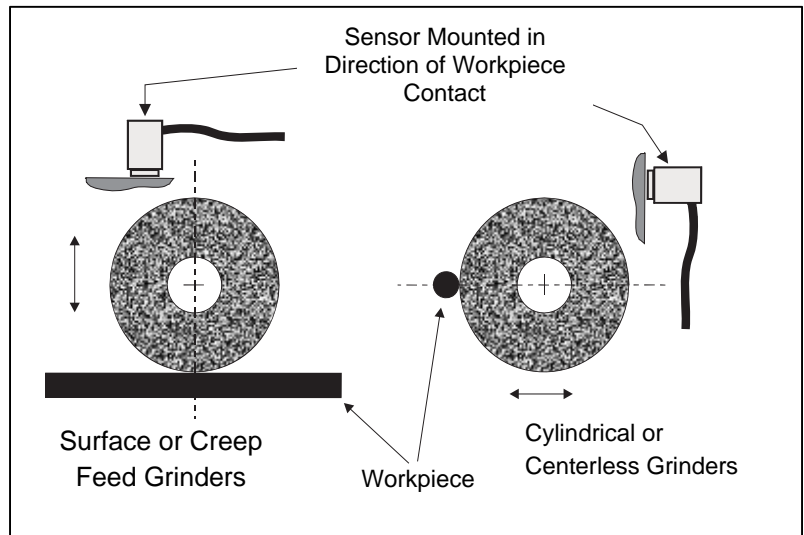 Sensor Mounted in
Direction of Workpiece
Contact
Surface or Creep
Feed Grinders
Workpiece
Cylindrical or
Centerless Grinders